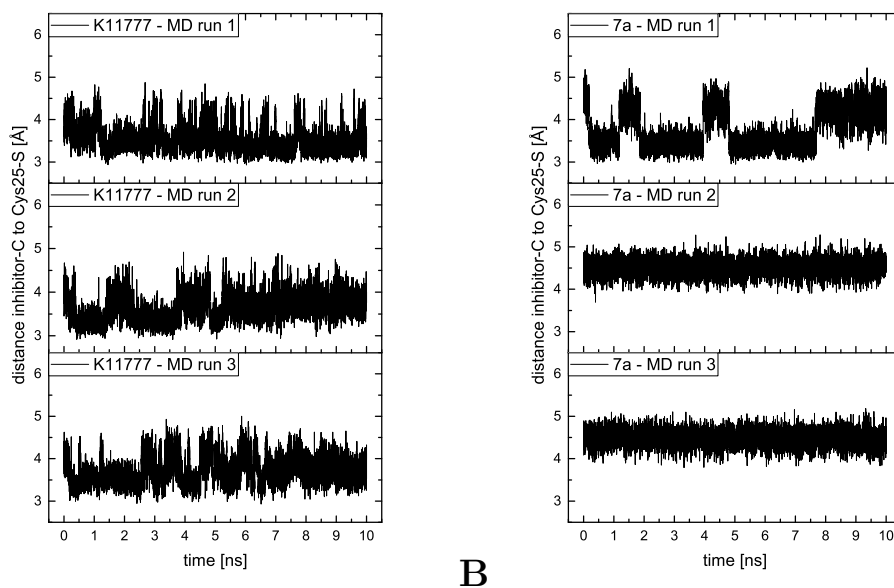 K11777 - MD run 1
6
5
4
3
K11777 - MD run 2
6
5
4
3
K11777 - MD run 3
6
5
4
3
0 1 2 3 4 5 6 7 8 9 10
time [ns]
distance inhibitor-C to Cys25-S [Å]
B
7a - MD run 1
6
5
4
3
7a - MD run 2
6
5
4
3
7a - MD run 3
6
5
4
3
0 1 2 3 4 5 6 7 8 9 10
time [ns]
distance inhibitor-C to Cys25-S [Å]